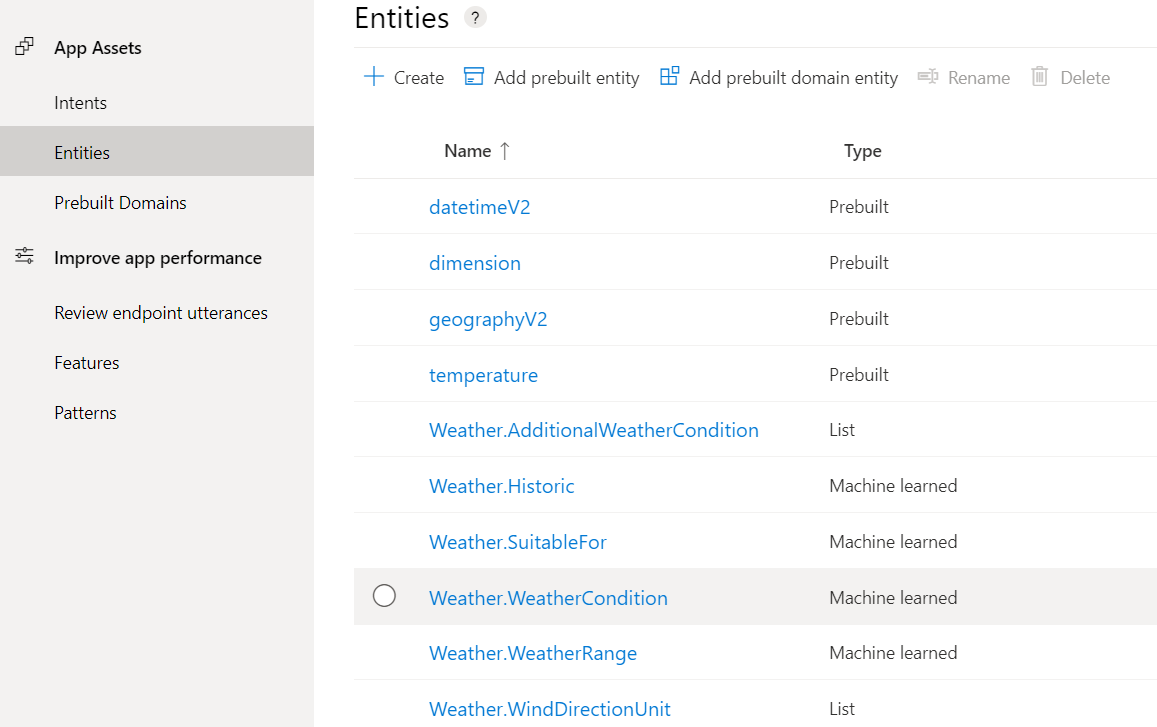 Entities ?
App Assets
Intents
Entities
Prebuilt Domains
Improve app performance
Review endpoint utterances
Features
Patterns
Create Add prebuilt entity Add prebuilt domain entity Rename Delete
Name ↑ Type
datetimeV2 Prebuilt
dimension Prebuilt
geographyV2 Prebuilt
temperature Prebuilt
Weather.AdditionalWeatherCondition List
Weather.Historic Machine learned
Weather.SuitableFor Machine learned
Weather.WeatherCondition Machine learned
Weather.WeatherRange Machine learned
Weather.WindDirectionUnit List